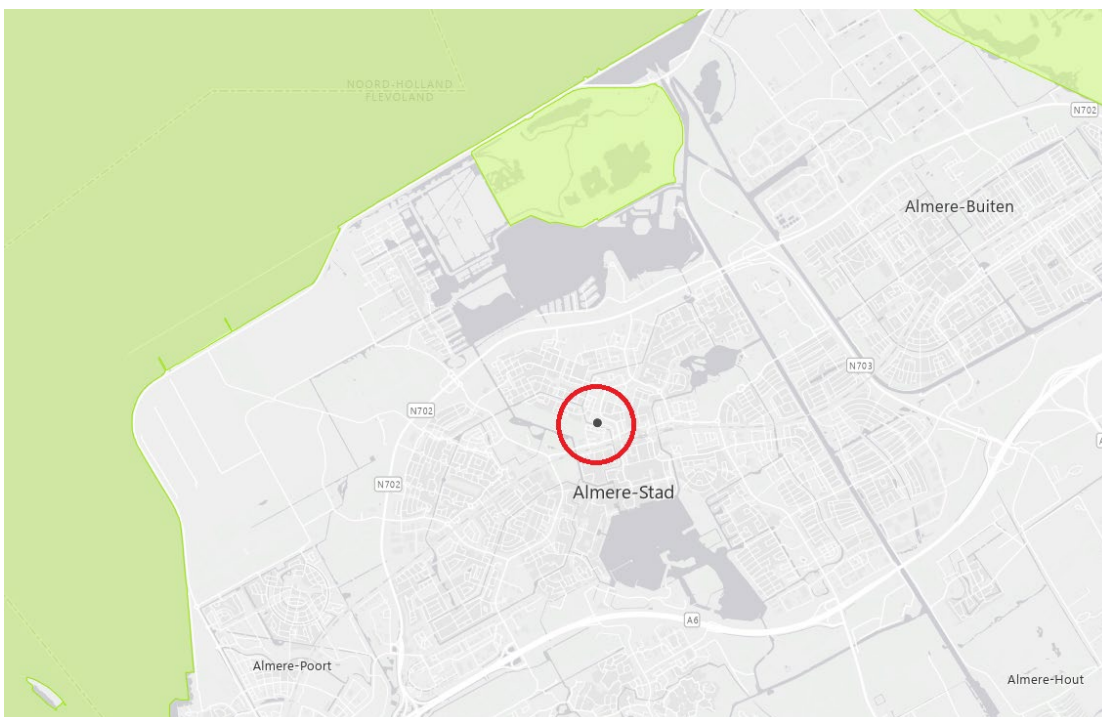 NOORD-HOLLAND
FLEVOLAND
N702
Almere-Buiten
N703
N702
N702
Almere-Stad
A6
Almere-Poort
Almere-Hout